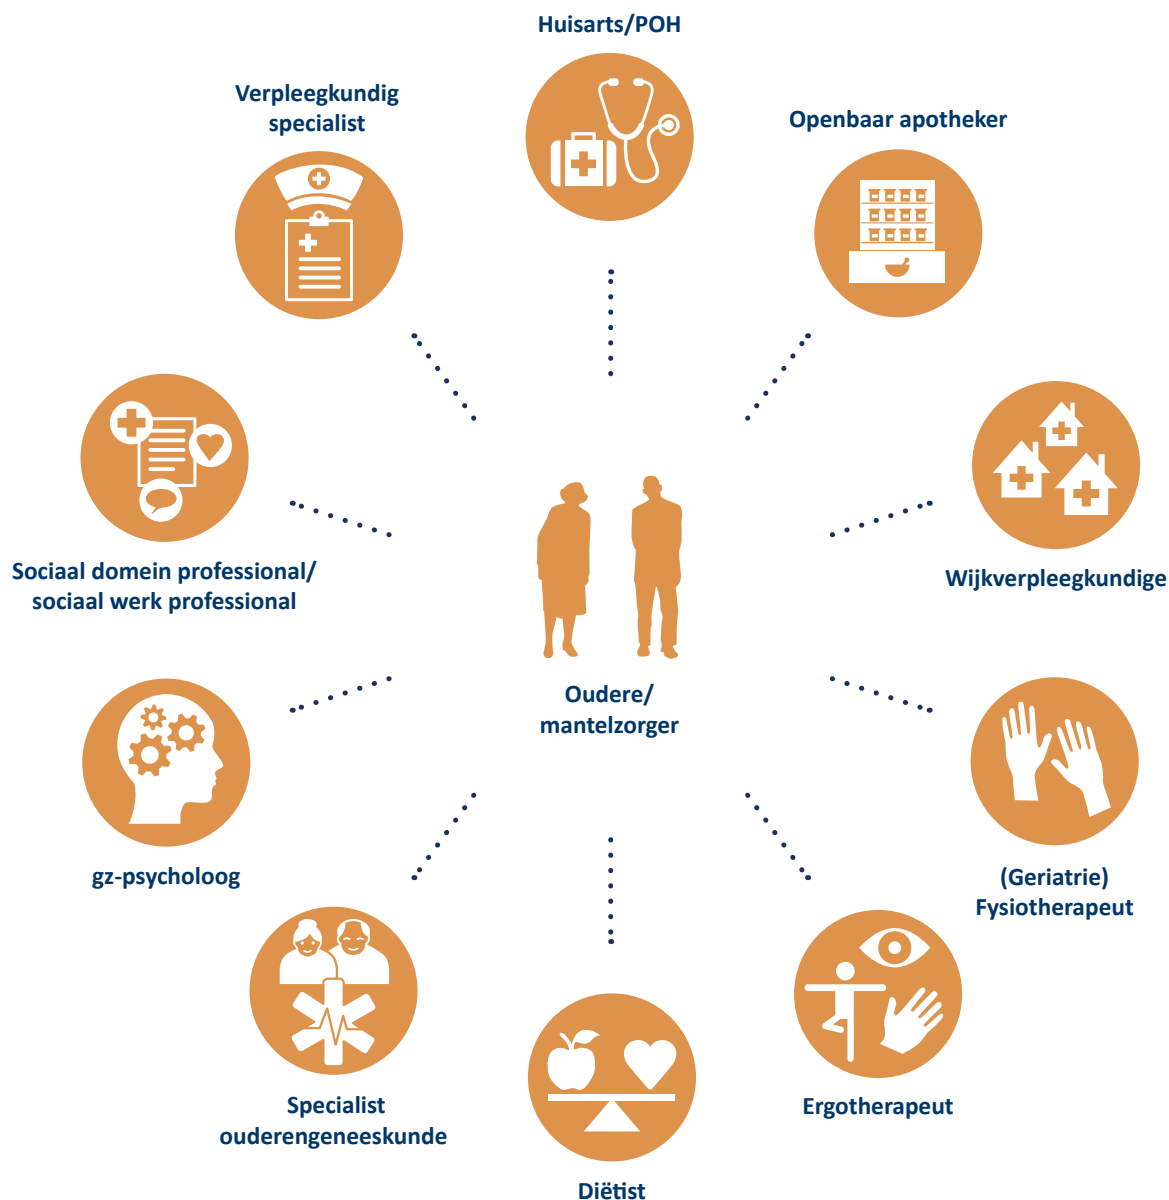 Huisarts/POH
Verpleegkundig
specialist
Openbaar apotheker
Sociaal domein professional/
sociaal werk professional
Wijkverpleegkundige
Oudere/
mantelzorger
gz-psycholoog
(Geriatrie)
Fysiotherapeut
Specialist
ouderengeneeskunde
Ergotherapeut
Diëtist